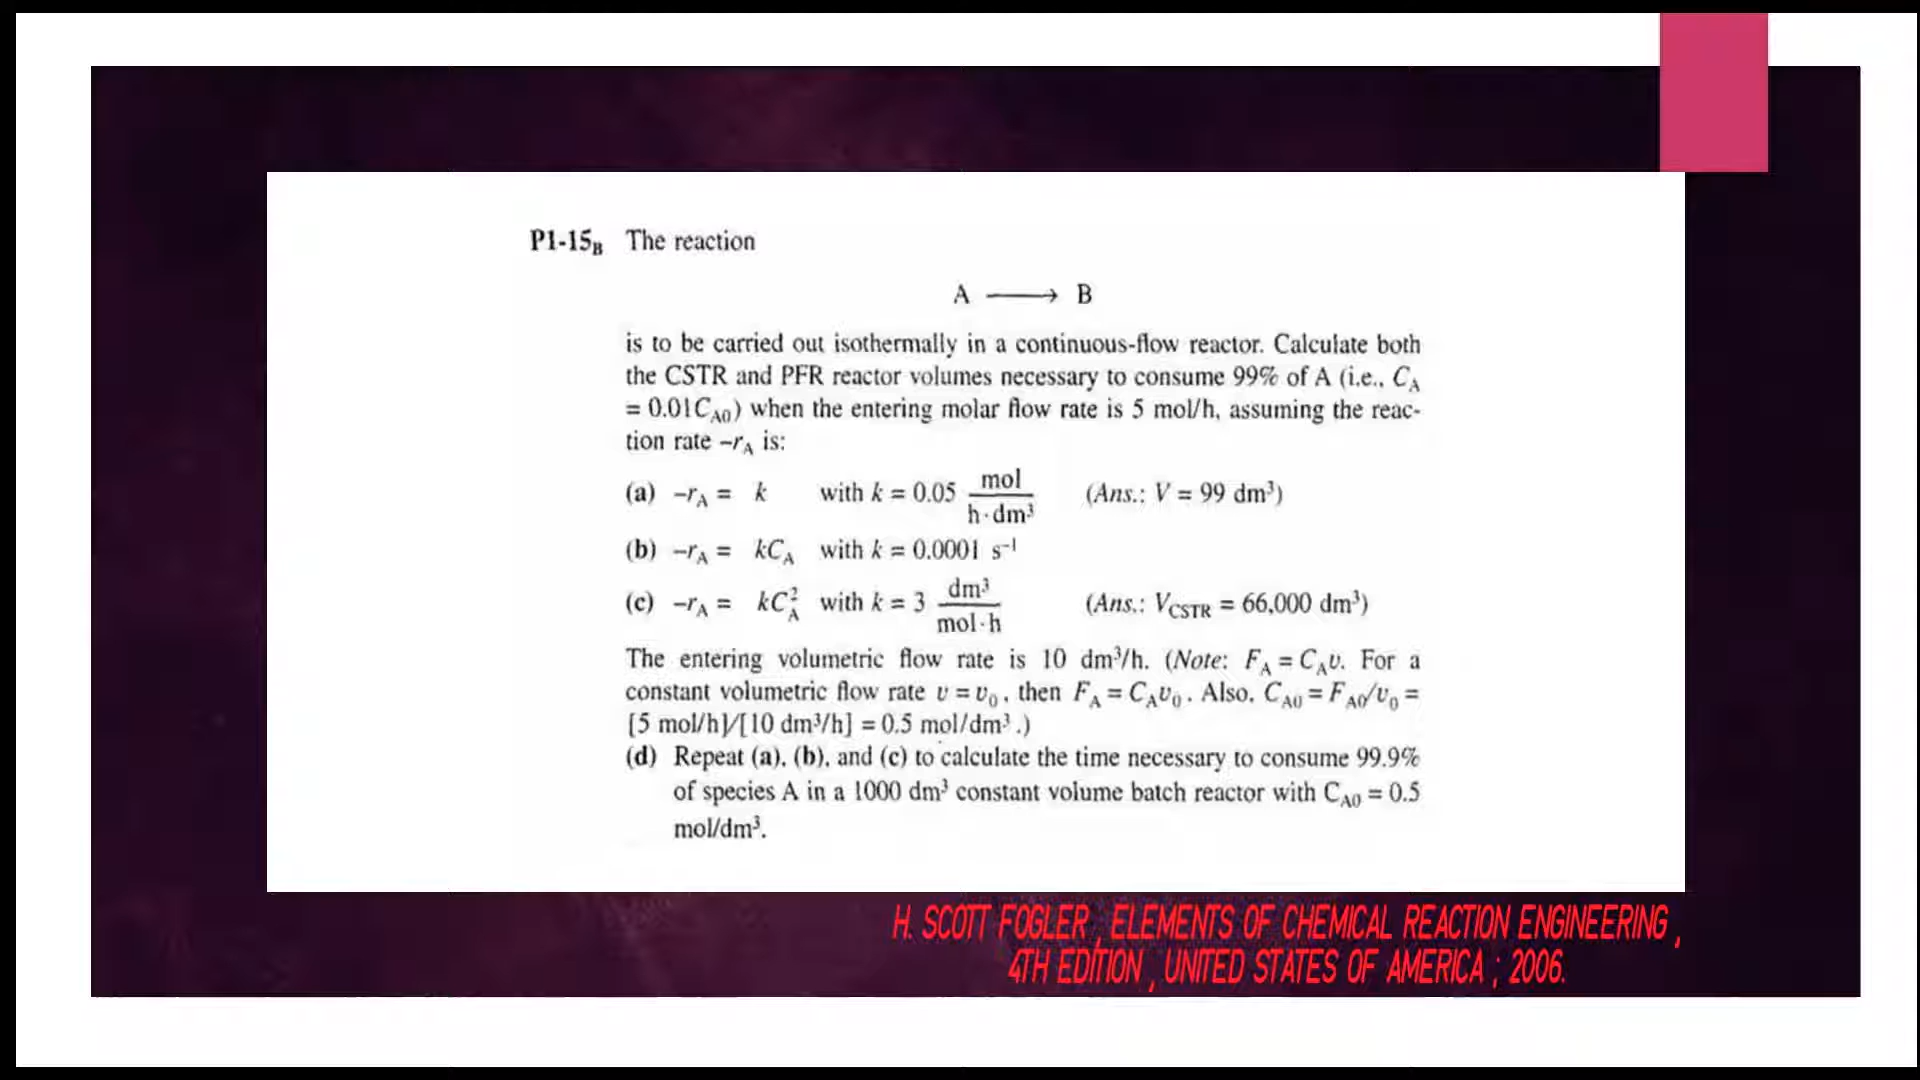 P1-15B The reaction
A ⟶ B
is to be carried out isothermally in a continuous-flow reactor. Calculate both
the CSTR and PFR reactor volumes necessary to consume 99% of A (i.e., CA
= 0.01CA0) when the entering molar flow rate is 5 mol/h, assuming the reac-
tion rate –rA is:
(a) –rA = k with k = 0.05 mol/h·dm³ (Ans.: V = 99 dm³)
(b) –rA = kCA with k = 0.0001 s⁻¹
(c) –rA = kCA² with k = 3 dm³/mol·h (Ans.: VCSTR = 66,000 dm³)
The entering volumetric flow rate is 10 dm³/h. (Note: FA = CAυ. For a
constant volumetric flow rate υ = υ0, then FA = CAυ0. Also, CA0 = FA0/υ0 =
[5 mol/h]/[10 dm³/h] = 0.5 mol/dm³.)
(d) Repeat (a), (b), and (c) to calculate the time necessary to consume 99.9%
of species A in a 1000 dm³ constant volume batch reactor with CA0 = 0.5
mol/dm³.
H. SCOTT FOGLER , ELEMENTS OF CHEMICAL REACTION ENGINEERING ,
4TH EDITION , UNITED STATES OF AMERICA ; 2006.